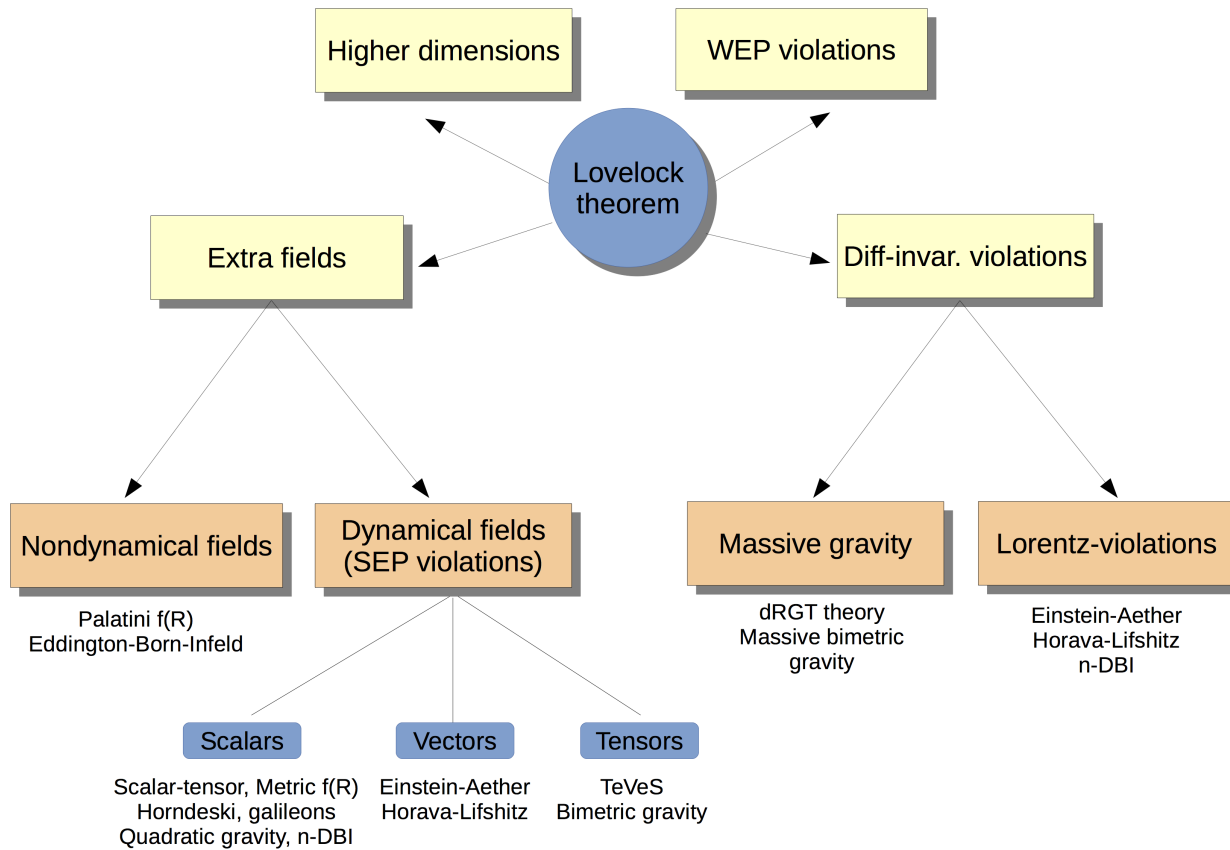 Higher dimensions
WEP violations
Lovelock
theorem
Extra fields
Diff-invar. violations
Nondynamical fields
Dynamical fields
(SEP violations)
Massive gravity
Lorentz-violations
Palatini f(R)
Eddington-Born-Infeld
dRGT theory
Massive bimetric
gravity
Einstein-Aether
Horava-Lifshitz
n-DBI
Scalars
Vectors
Tensors
Scalar-tensor, Metric f(R)
Horndeski, galileons
Quadratic gravity, n-DBI
Einstein-Aether
Horava-Lifshitz
TeVeS
Bimetric gravity